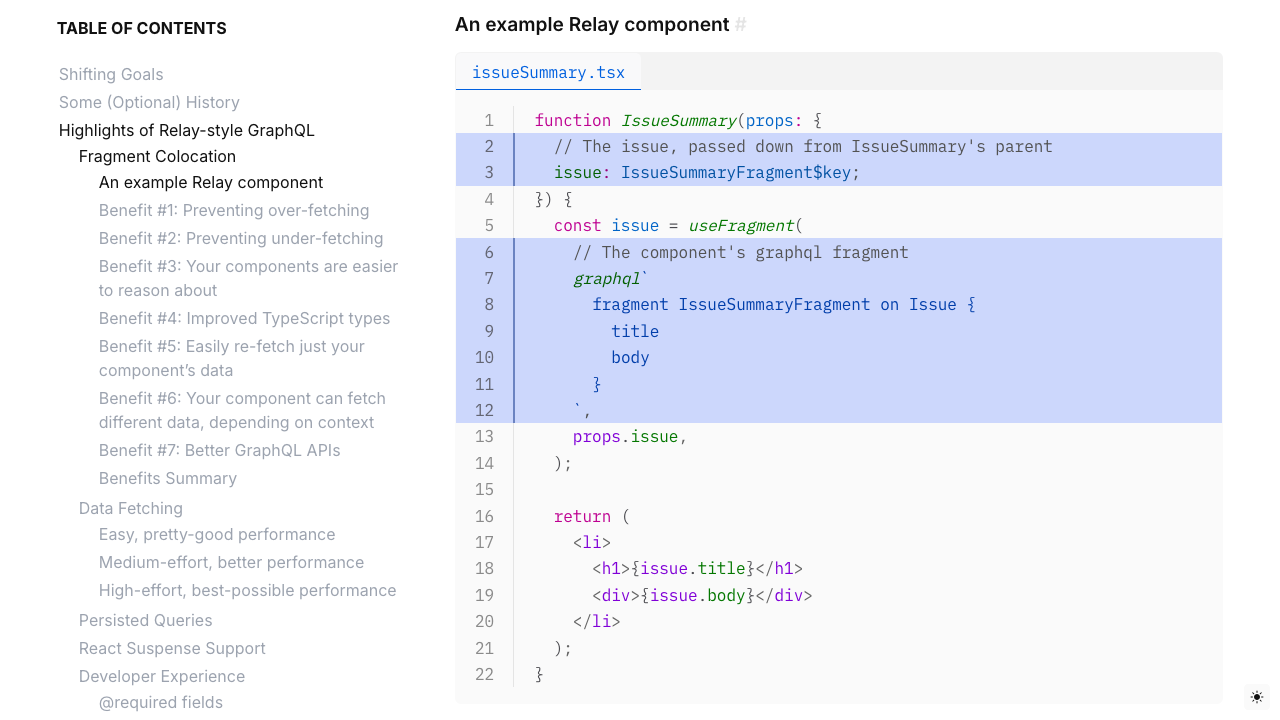 TABLE OF CONTENTS
Shifting Goals
Some (Optional) History
Highlights of Relay-style GraphQL
Fragment Colocation
An example Relay component
Benefit #1: Preventing over-fetching
Benefit #2: Preventing under-fetching
Benefit #3: Your components are easier
to reason about
Benefit #4: Improved TypeScript types
Benefit #5: Easily re-fetch just your
component’s data
Benefit #6: Your component can fetch
different data, depending on context
Benefit #7: Better GraphQL APIs
Benefits Summary
Data Fetching
Easy, pretty-good performance
Medium-effort, better performance
High-effort, best-possible performance
Persisted Queries
React Suspense Support
Developer Experience
@required fields
An example Relay component #
issueSummary.tsx
1 function IssueSummary(props: {
2   // The issue, passed down from IssueSummary's parent
3   issue: IssueSummaryFragment$key;
4 }) {
5   const issue = useFragment(
6     // The component's graphql fragment
7     graphql`
8       fragment IssueSummaryFragment on Issue {
9         title
10         body
11       }
12     `,
13     props.issue,
14   );
15
16   return (
17     <li>
18       <h1>{issue.title}</h1>
19       <div>{issue.body}</div>
20     </li>
21   );
22 }